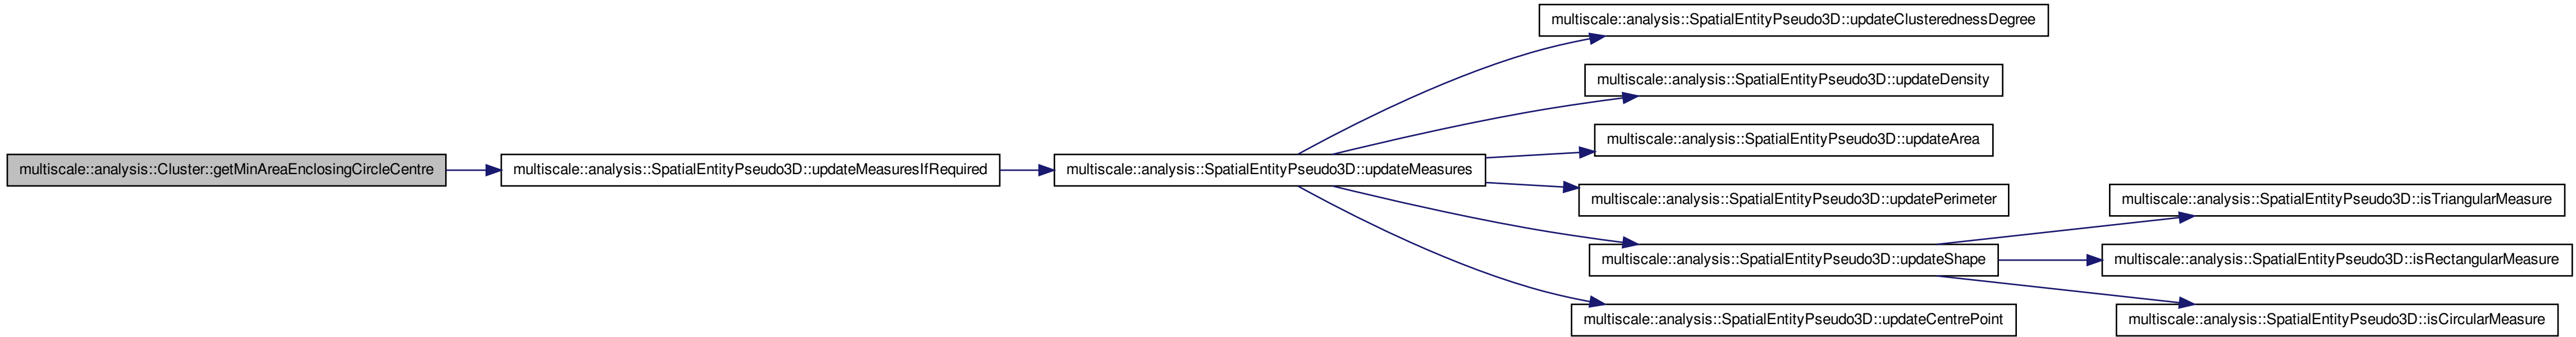 multiscale::analysis::Cluster::getMinAreaEnclosingCircleCentre
multiscale::analysis::SpatialEntityPseudo3D::updateMeasuresIfRequired
multiscale::analysis::SpatialEntityPseudo3D::updateMeasures
multiscale::analysis::SpatialEntityPseudo3D::updateClusterednessDegree
multiscale::analysis::SpatialEntityPseudo3D::updateDensity
multiscale::analysis::SpatialEntityPseudo3D::updateArea
multiscale::analysis::SpatialEntityPseudo3D::updatePerimeter
multiscale::analysis::SpatialEntityPseudo3D::updateShape
multiscale::analysis::SpatialEntityPseudo3D::updateCentrePoint
multiscale::analysis::SpatialEntityPseudo3D::isTriangularMeasure
multiscale::analysis::SpatialEntityPseudo3D::isRectangularMeasure
multiscale::analysis::SpatialEntityPseudo3D::isCircularMeasure